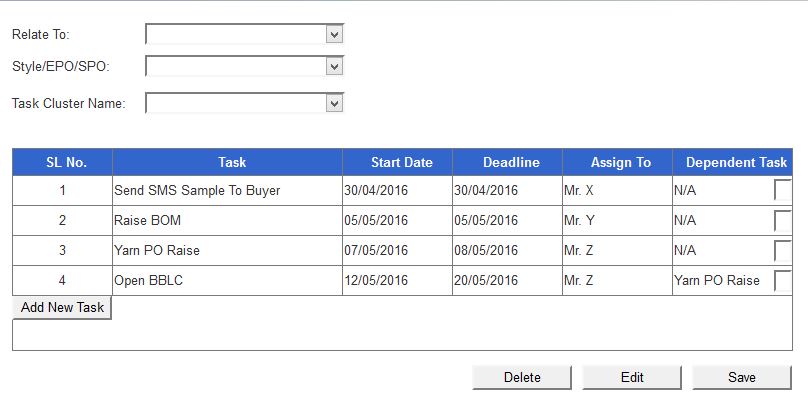 Relate To:
Style/EPO/SPO:
Task Cluster Name:
SL No. Task Start Date Deadline Assign To Dependent Task
1 Send SMS Sample To Buyer 30/04/2016 30/04/2016 Mr. X N/A
2 Raise BOM 05/05/2016 05/05/2016 Mr. Y N/A
3 Yarn PO Raise 07/05/2016 08/05/2016 Mr. Z N/A
4 Open BBLC 12/05/2016 20/05/2016 Mr. Z Yarn PO Raise
Add New Task
Delete Edit Save